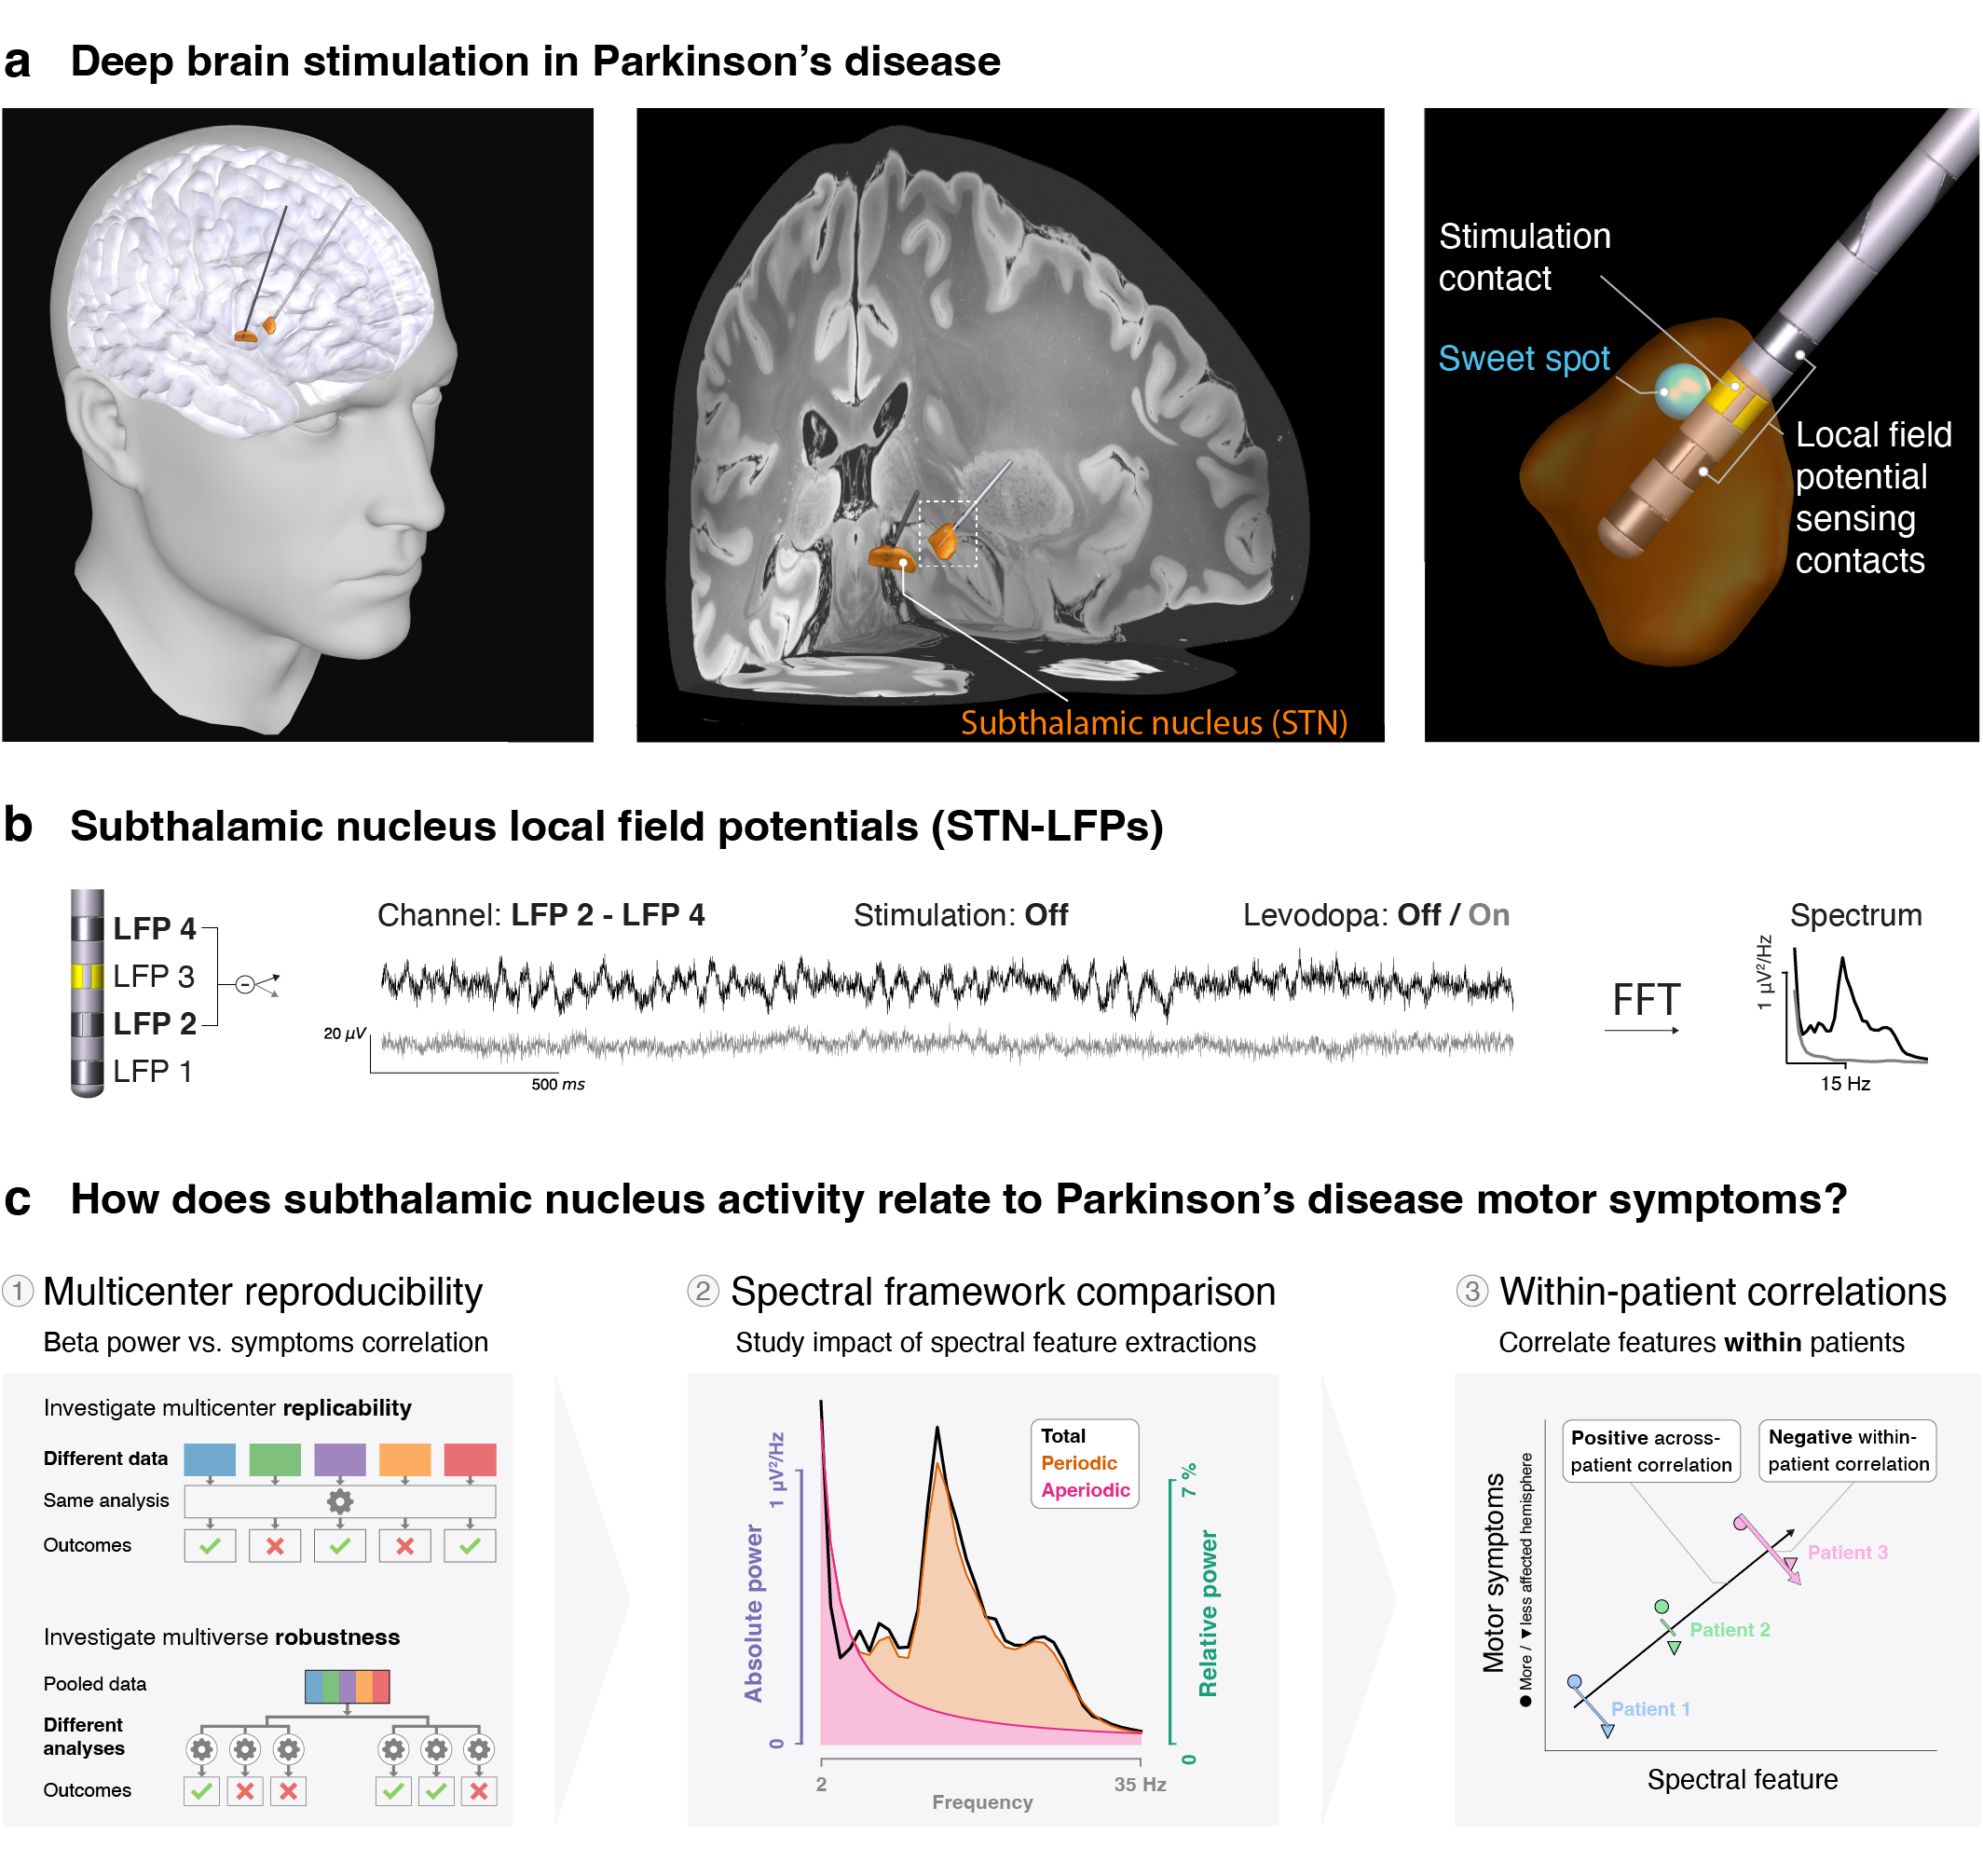 a Deep brain stimulation in Parkinson’s disease
Stimulation
contact
Sweet spot
Local field
potential
sensing
contacts
Subthalamic nucleus (STN)
b Subthalamic nucleus local field potentials (STN-LFPs)
LFP 4
LFP 3
LFP 2
LFP 1
Channel: LFP 2 - LFP 4
Stimulation: Off
Levodopa: Off / On
20 µV
500 ms
FFT
Spectrum
1 µV²/Hz
15 Hz
c How does subthalamic nucleus activity relate to Parkinson’s disease motor symptoms?
1 Multicenter reproducibility
Beta power vs. symptoms correlation
Investigate multicenter replicability
Different data
Same analysis
Outcomes
Investigate multiverse robustness
Pooled data
Different
analyses
Outcomes
2 Spectral framework comparison
Study impact of spectral feature extractions
Total
Periodic
Aperiodic
Absolute power
0
1 µV²/Hz
Relative power
0
7 %
2
35 Hz
Frequency
3 Within-patient correlations
Correlate features within patients
Positive across-
patient correlation
Negative within-
patient correlation
Motor symptoms
● More / ▼less affected hemisphere
Patient 3
Patient 2
Patient 1
Spectral feature